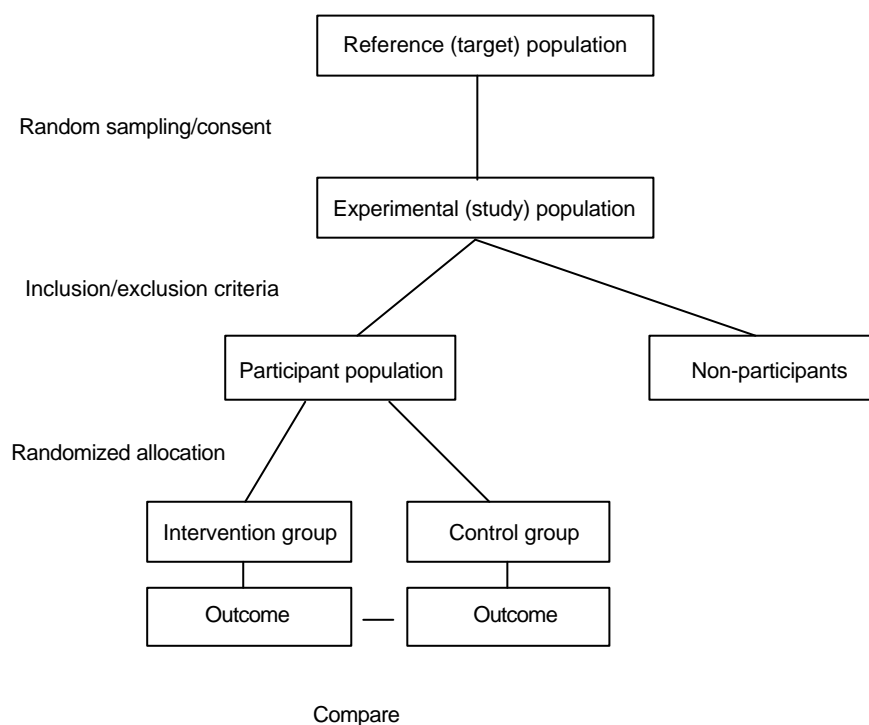 Reference (target) population
Random sampling/consent
Experimental (study) population
Inclusion/exclusion criteria
Participant population
Non-participants
Randomized allocation
Intervention group
Control group
Outcome
Outcome
Compare